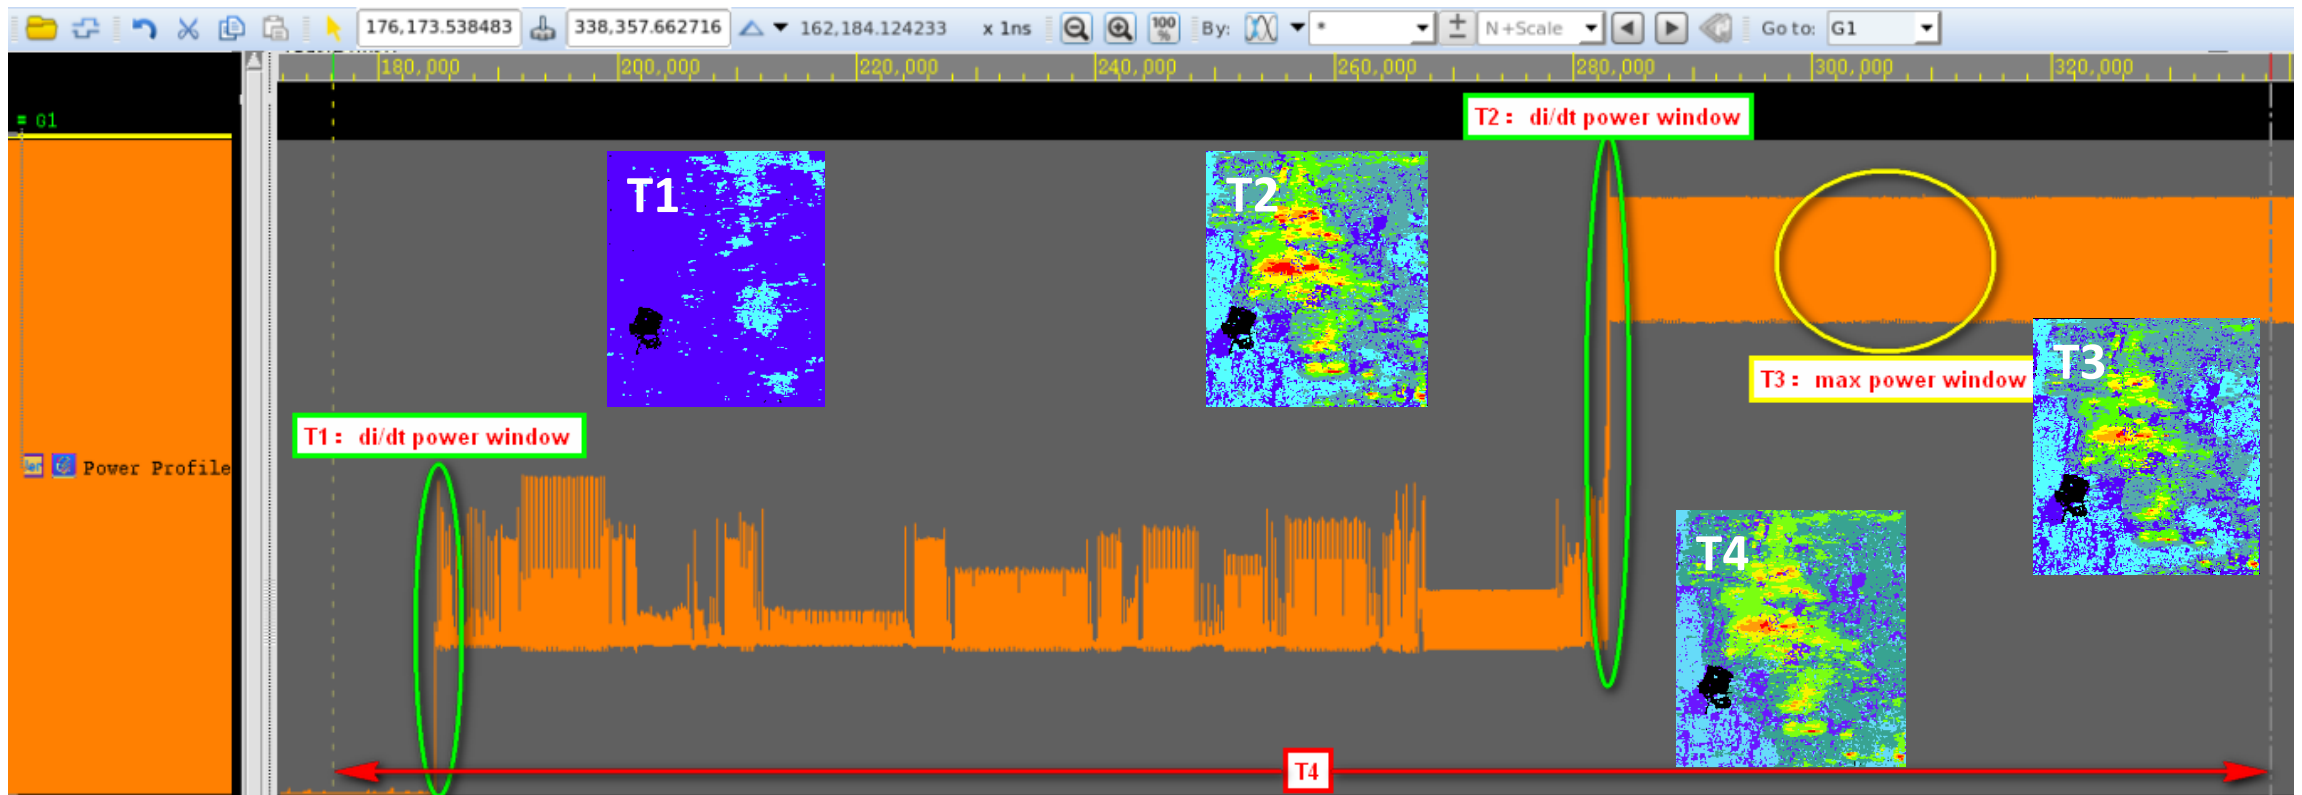 176,173.538483 338,357.662716 162,184.124233 x 1ns 100 % By: * N+Scale Go to: G1
180,000 200,000 220,000 240,000 260,000 280,000 300,000 320,000
= G1
T2: di/dt power window
T1
T2
T3
T3: max power window
T1: di/dt power window
Power Profile
T4
T4